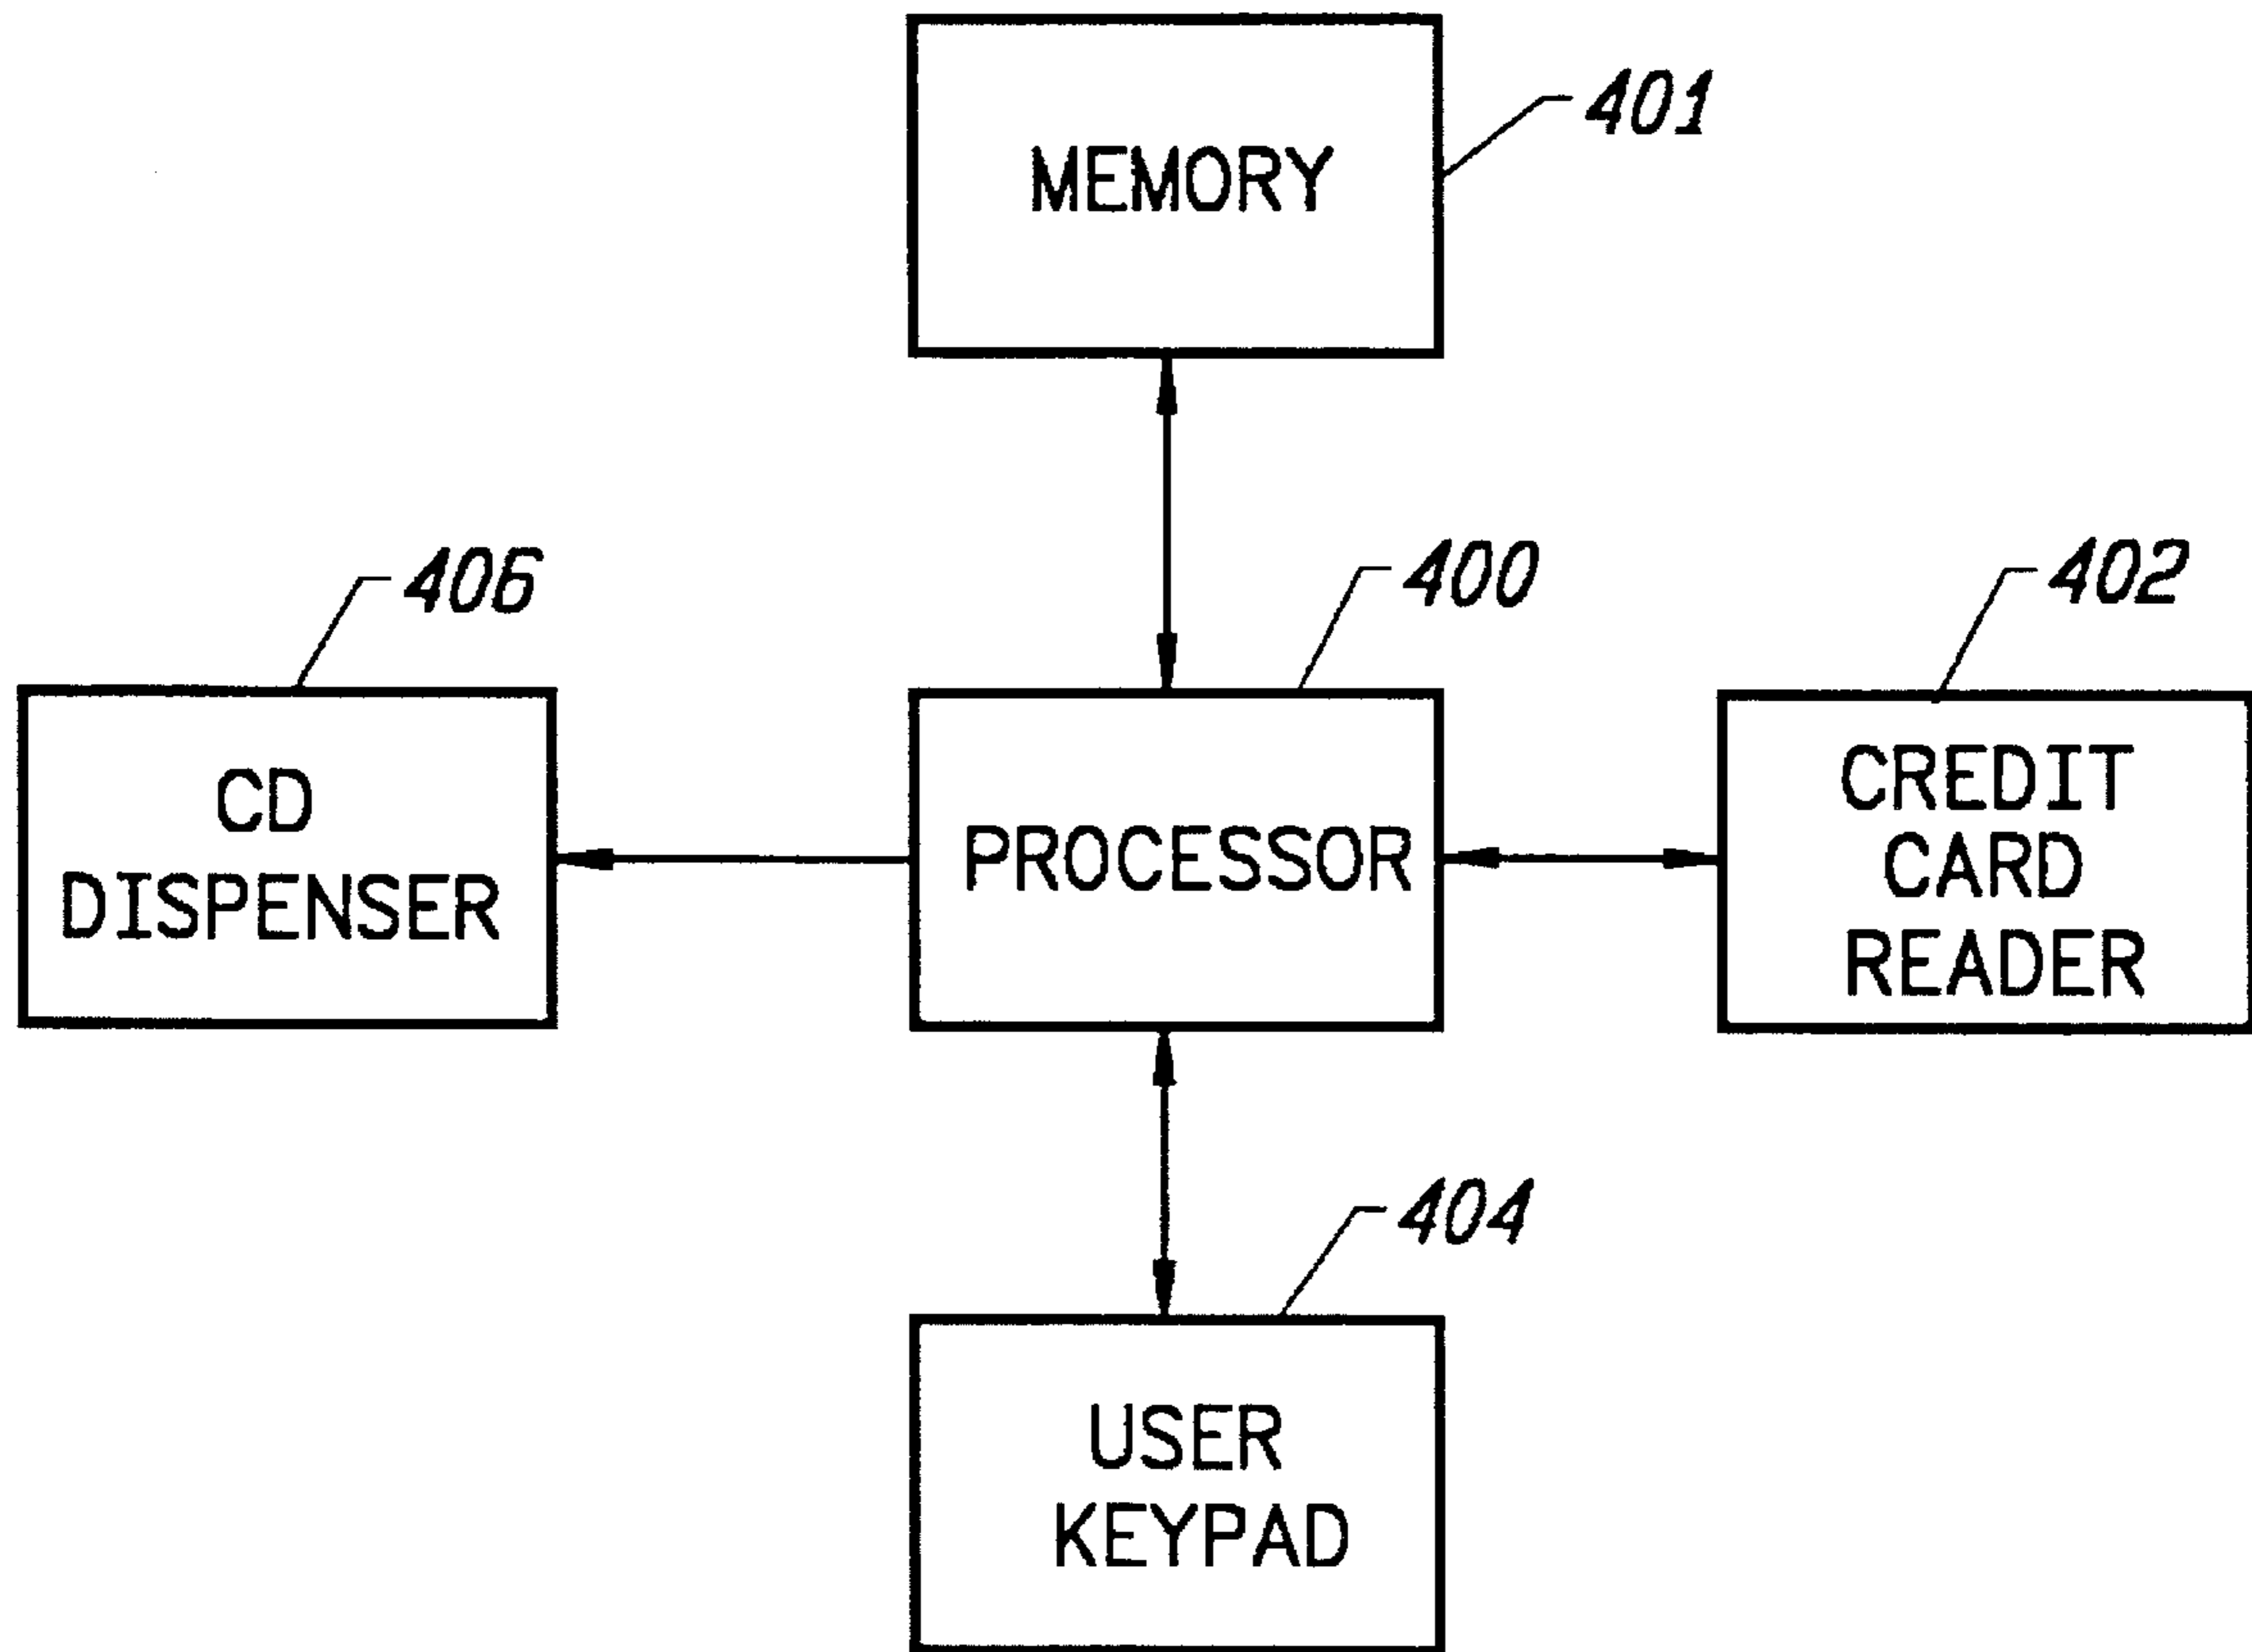 MEMORY
401
406
400
402
CD
DISPENSER
PROCESSOR
CREDIT
CARD
READER
404
USER
KEYPAD